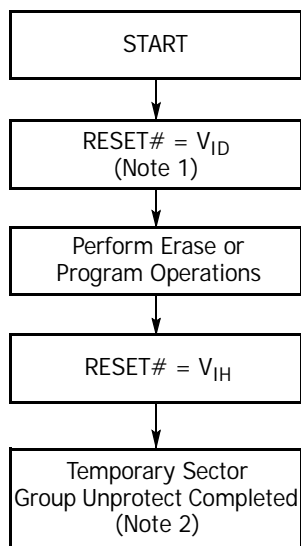 START
RESET# = VID
(Note 1)
Perform Erase or
Program Operations
RESET# = VIH
Temporary Sector
Group Unprotect Completed
(Note 2)